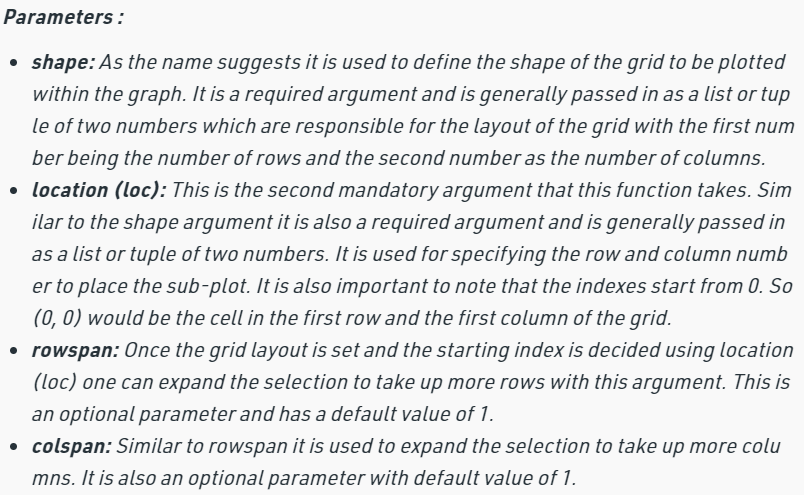 Parameters :
• shape: As the name suggests it is used to define the shape of the grid to be plotted
within the graph. It is a required argument and is generally passed in as a list or tup
le of two numbers which are responsible for the layout of the grid with the first num
ber being the number of rows and the second number as the number of columns.
• location (loc): This is the second mandatory argument that this function takes. Sim
ilar to the shape argument it is also a required argument and is generally passed in
as a list or tuple of two numbers. It is used for specifying the row and column numb
er to place the sub-plot. It is also important to note that the indexes start from 0. So
(0, 0) would be the cell in the first row and the first column of the grid.
• rowspan: Once the grid layout is set and the starting index is decided using location
(loc) one can expand the selection to take up more rows with this argument. This is
an optional parameter and has a default value of 1.
• colspan: Similar to rowspan it is used to expand the selection to take up more colu
mns. It is also an optional parameter with default value of 1.